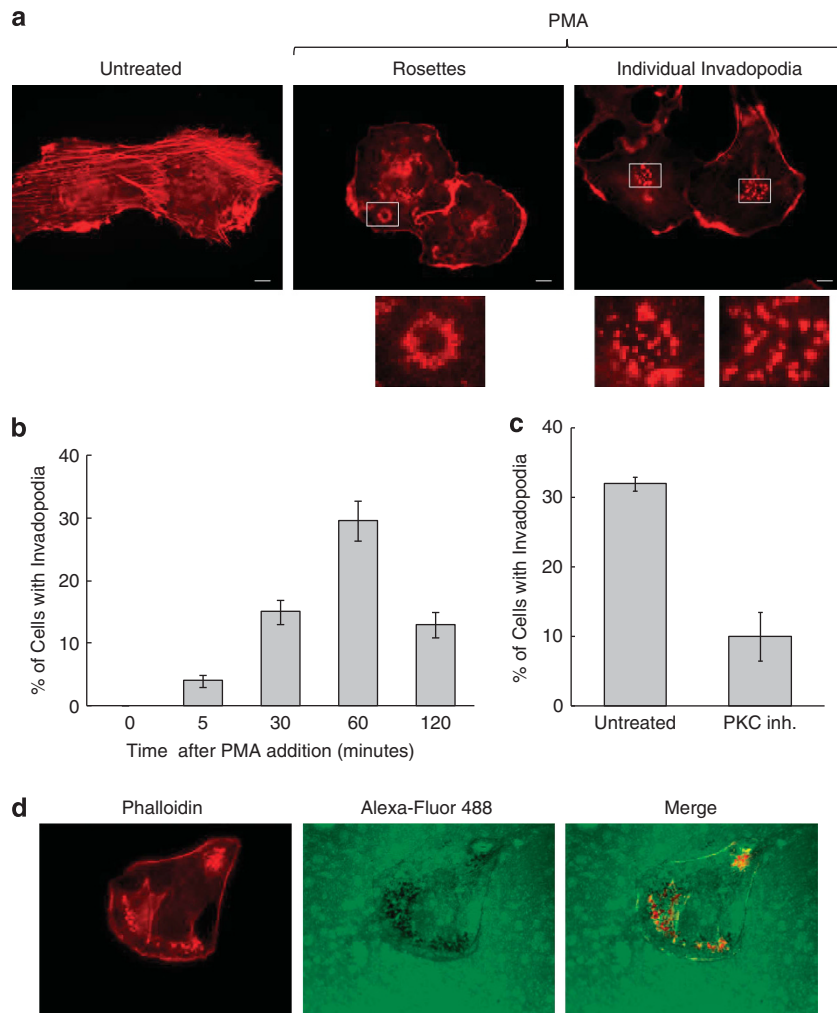 a
PMA
Untreated
Rosettes
Individual Invadopodia
b
% of Cells with Invadopodia
40
30
20
10
0
0 5 30 60 120
Time after PMA addition (minutes)
c
% of Cells with Invadopodia
40
30
20
10
0
Untreated PKC inh.
d
Phalloidin
Alexa-Fluor 488
Merge